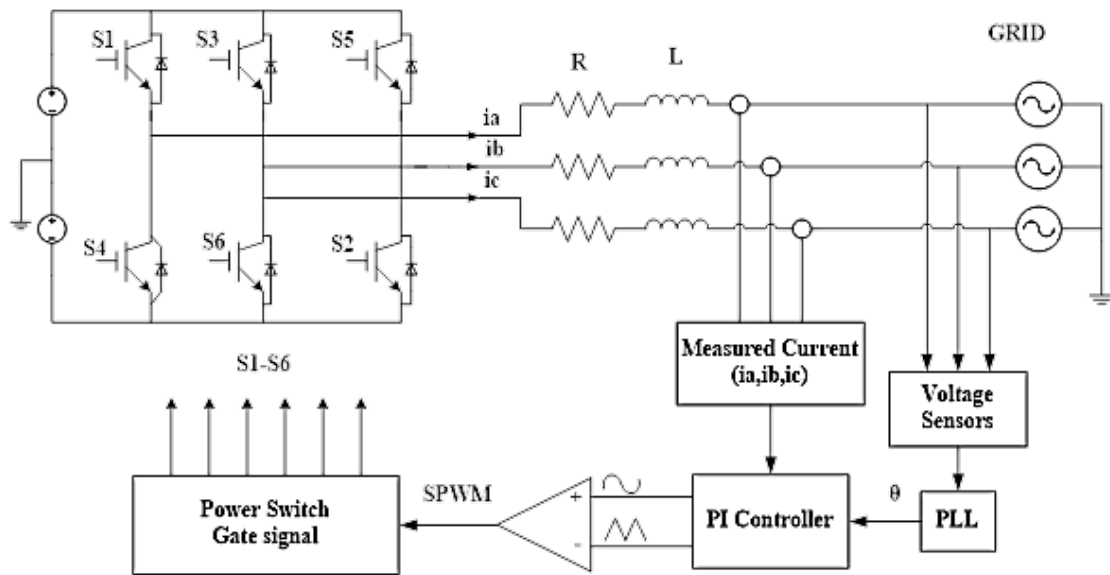 S1
S3
S5
GRID
R
L
ia
ib
ic
S4
S6
S2
S1-S6
Measured Current
(ia,ib,ic)
Voltage
Sensors
SPWM
θ
Power Switch
Gate signal
+
-
PI Controller
PLL